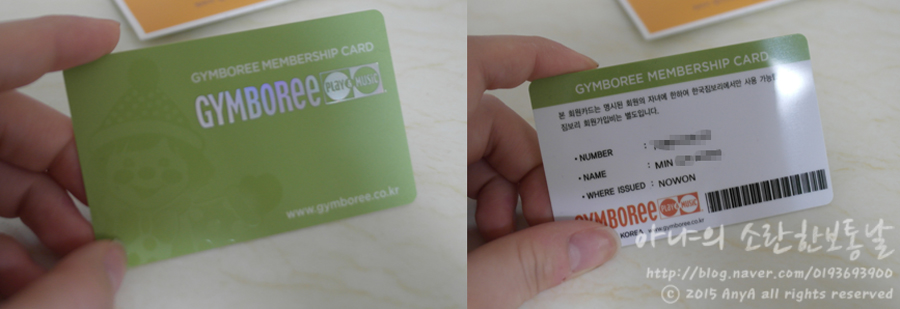 GYMBOREE MEMBERSHIP CARD
GYMBOREE PLAY & MUSIC
www.gymboree.co.kr
GYMBOREE MEMBERSHIP CARD
본 회원카드는 명시된 회원의 자녀에 한하여 한국짐보리에서만 사용 가능
짐보리 회원가입비는 별도입니다.
• NUMBER :
• NAME : MIN
• WHERE ISSUED : NOWON
GYMBOREE PLAY & MUSIC
KOREA www.gymboree.co.kr
아냐의 소란한보통날
http://blog.naver.com/0193693900
ⓒ 2015 AnyA all rights reserved